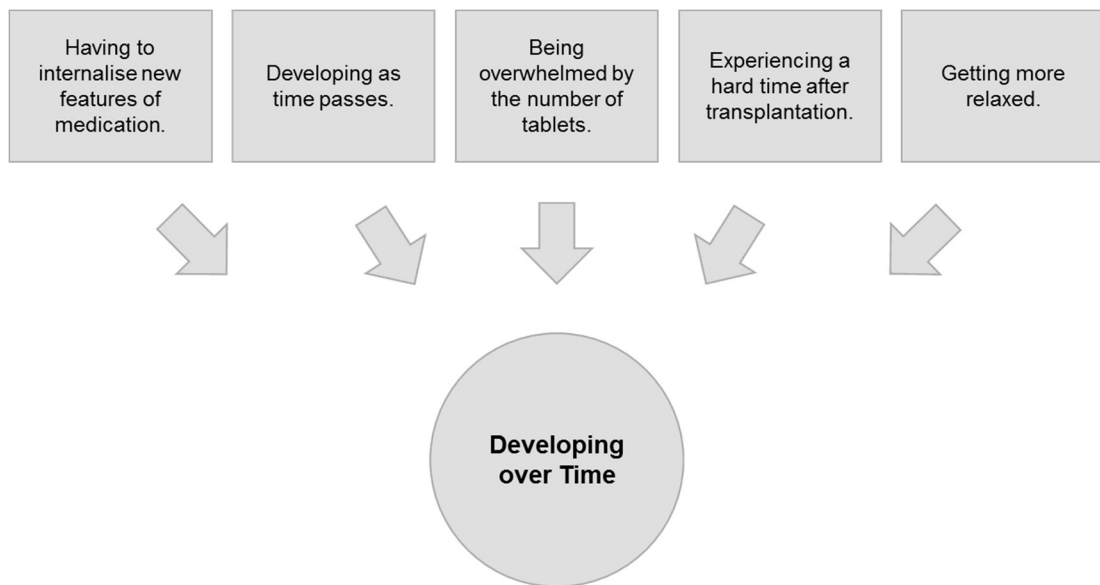 Having to
internalise new
features of
medication.
Developing as
time passes.
Being
overwhelmed by
the number of
tablets.
Experiencing a
hard time after
transplantation.
Getting more
relaxed.
Developing
over Time